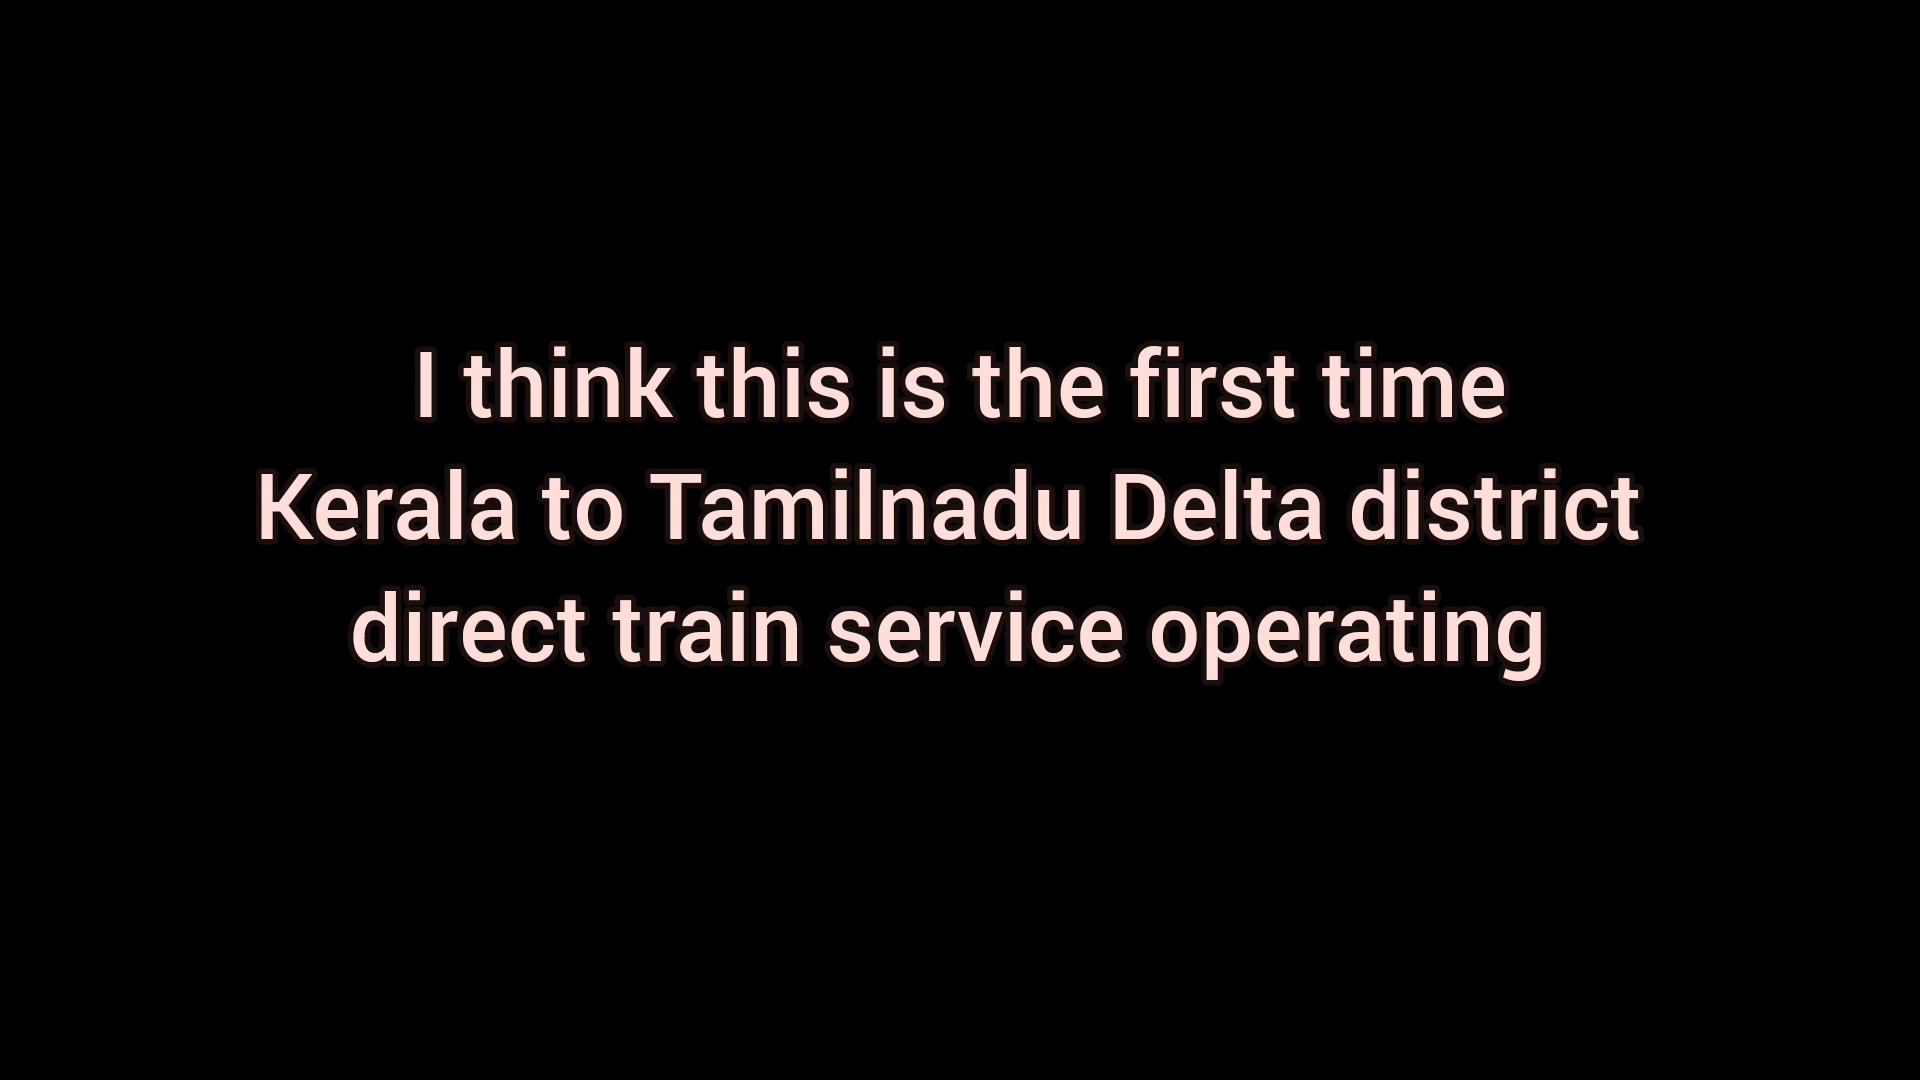 I think this is the first time
Kerala to Tamilnadu Delta district
direct train service operating